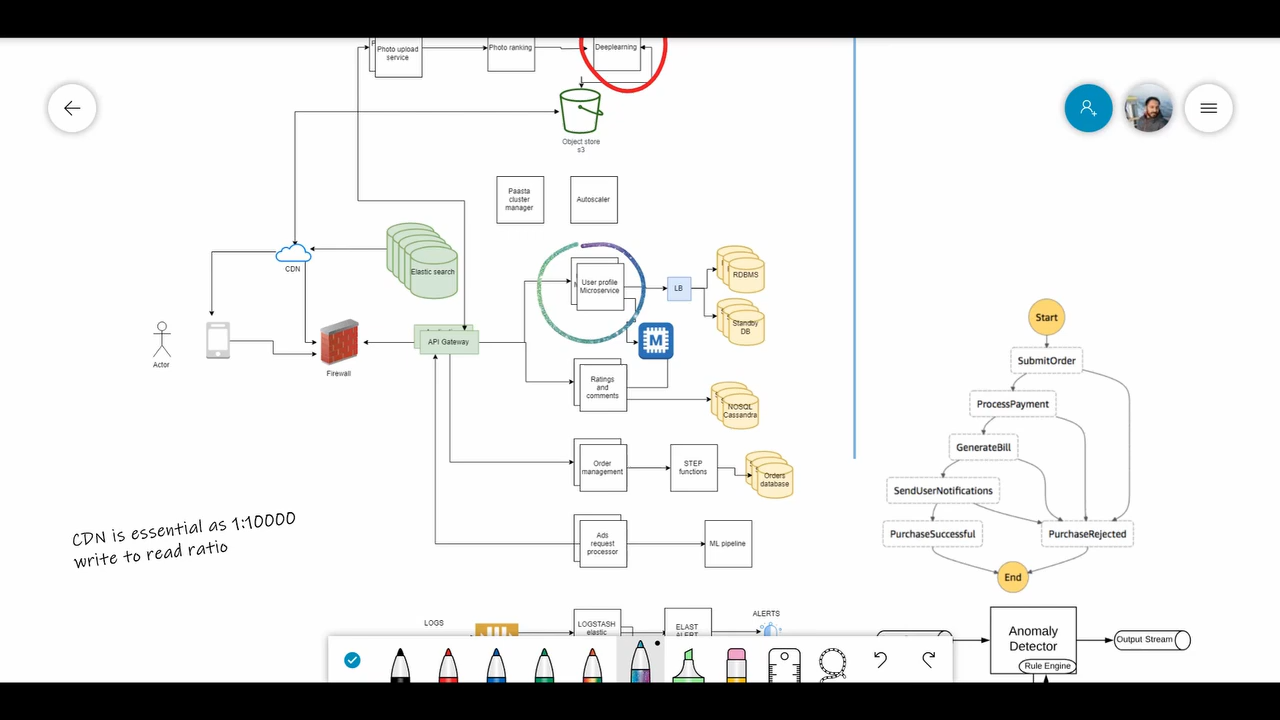 Photo upload
service
Photo ranking
Deeplearning
Object store
s3
Paasta
cluster
manager
Autoscaler
CDN
Elastic search
User profile
Microservice
LB
RDBMS
Standby
DB
M
Actor
Firewall
API Gateway
Ratings
and
comments
NOSQL
Cassandra
Order
management
STEP
functions
Orders
database
Ads
request
processor
ML pipeline
CDN is essential as 1:10000
write to read ratio
LOGS
LOGSTASH
elastic
ELAST
ALERT
ALERTS
Start
SubmitOrder
ProcessPayment
GenerateBill
SendUserNotifications
PurchaseSuccessful
PurchaseRejected
End
Anomaly
Detector
Rule Engine
Output Stream